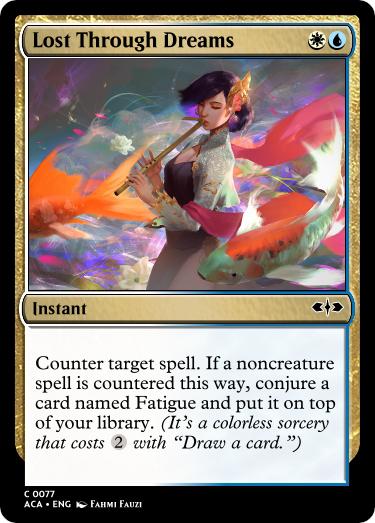 Lost Through Dreams
Instant
Counter target spell. If a noncreature
spell is countered this way, conjure a
card named Fatigue and put it on top
of your library. (It's a colorless sorcery
that costs 2 with “Draw a card.”)
C 0077
ACA • ENG Fahmi Fauzi